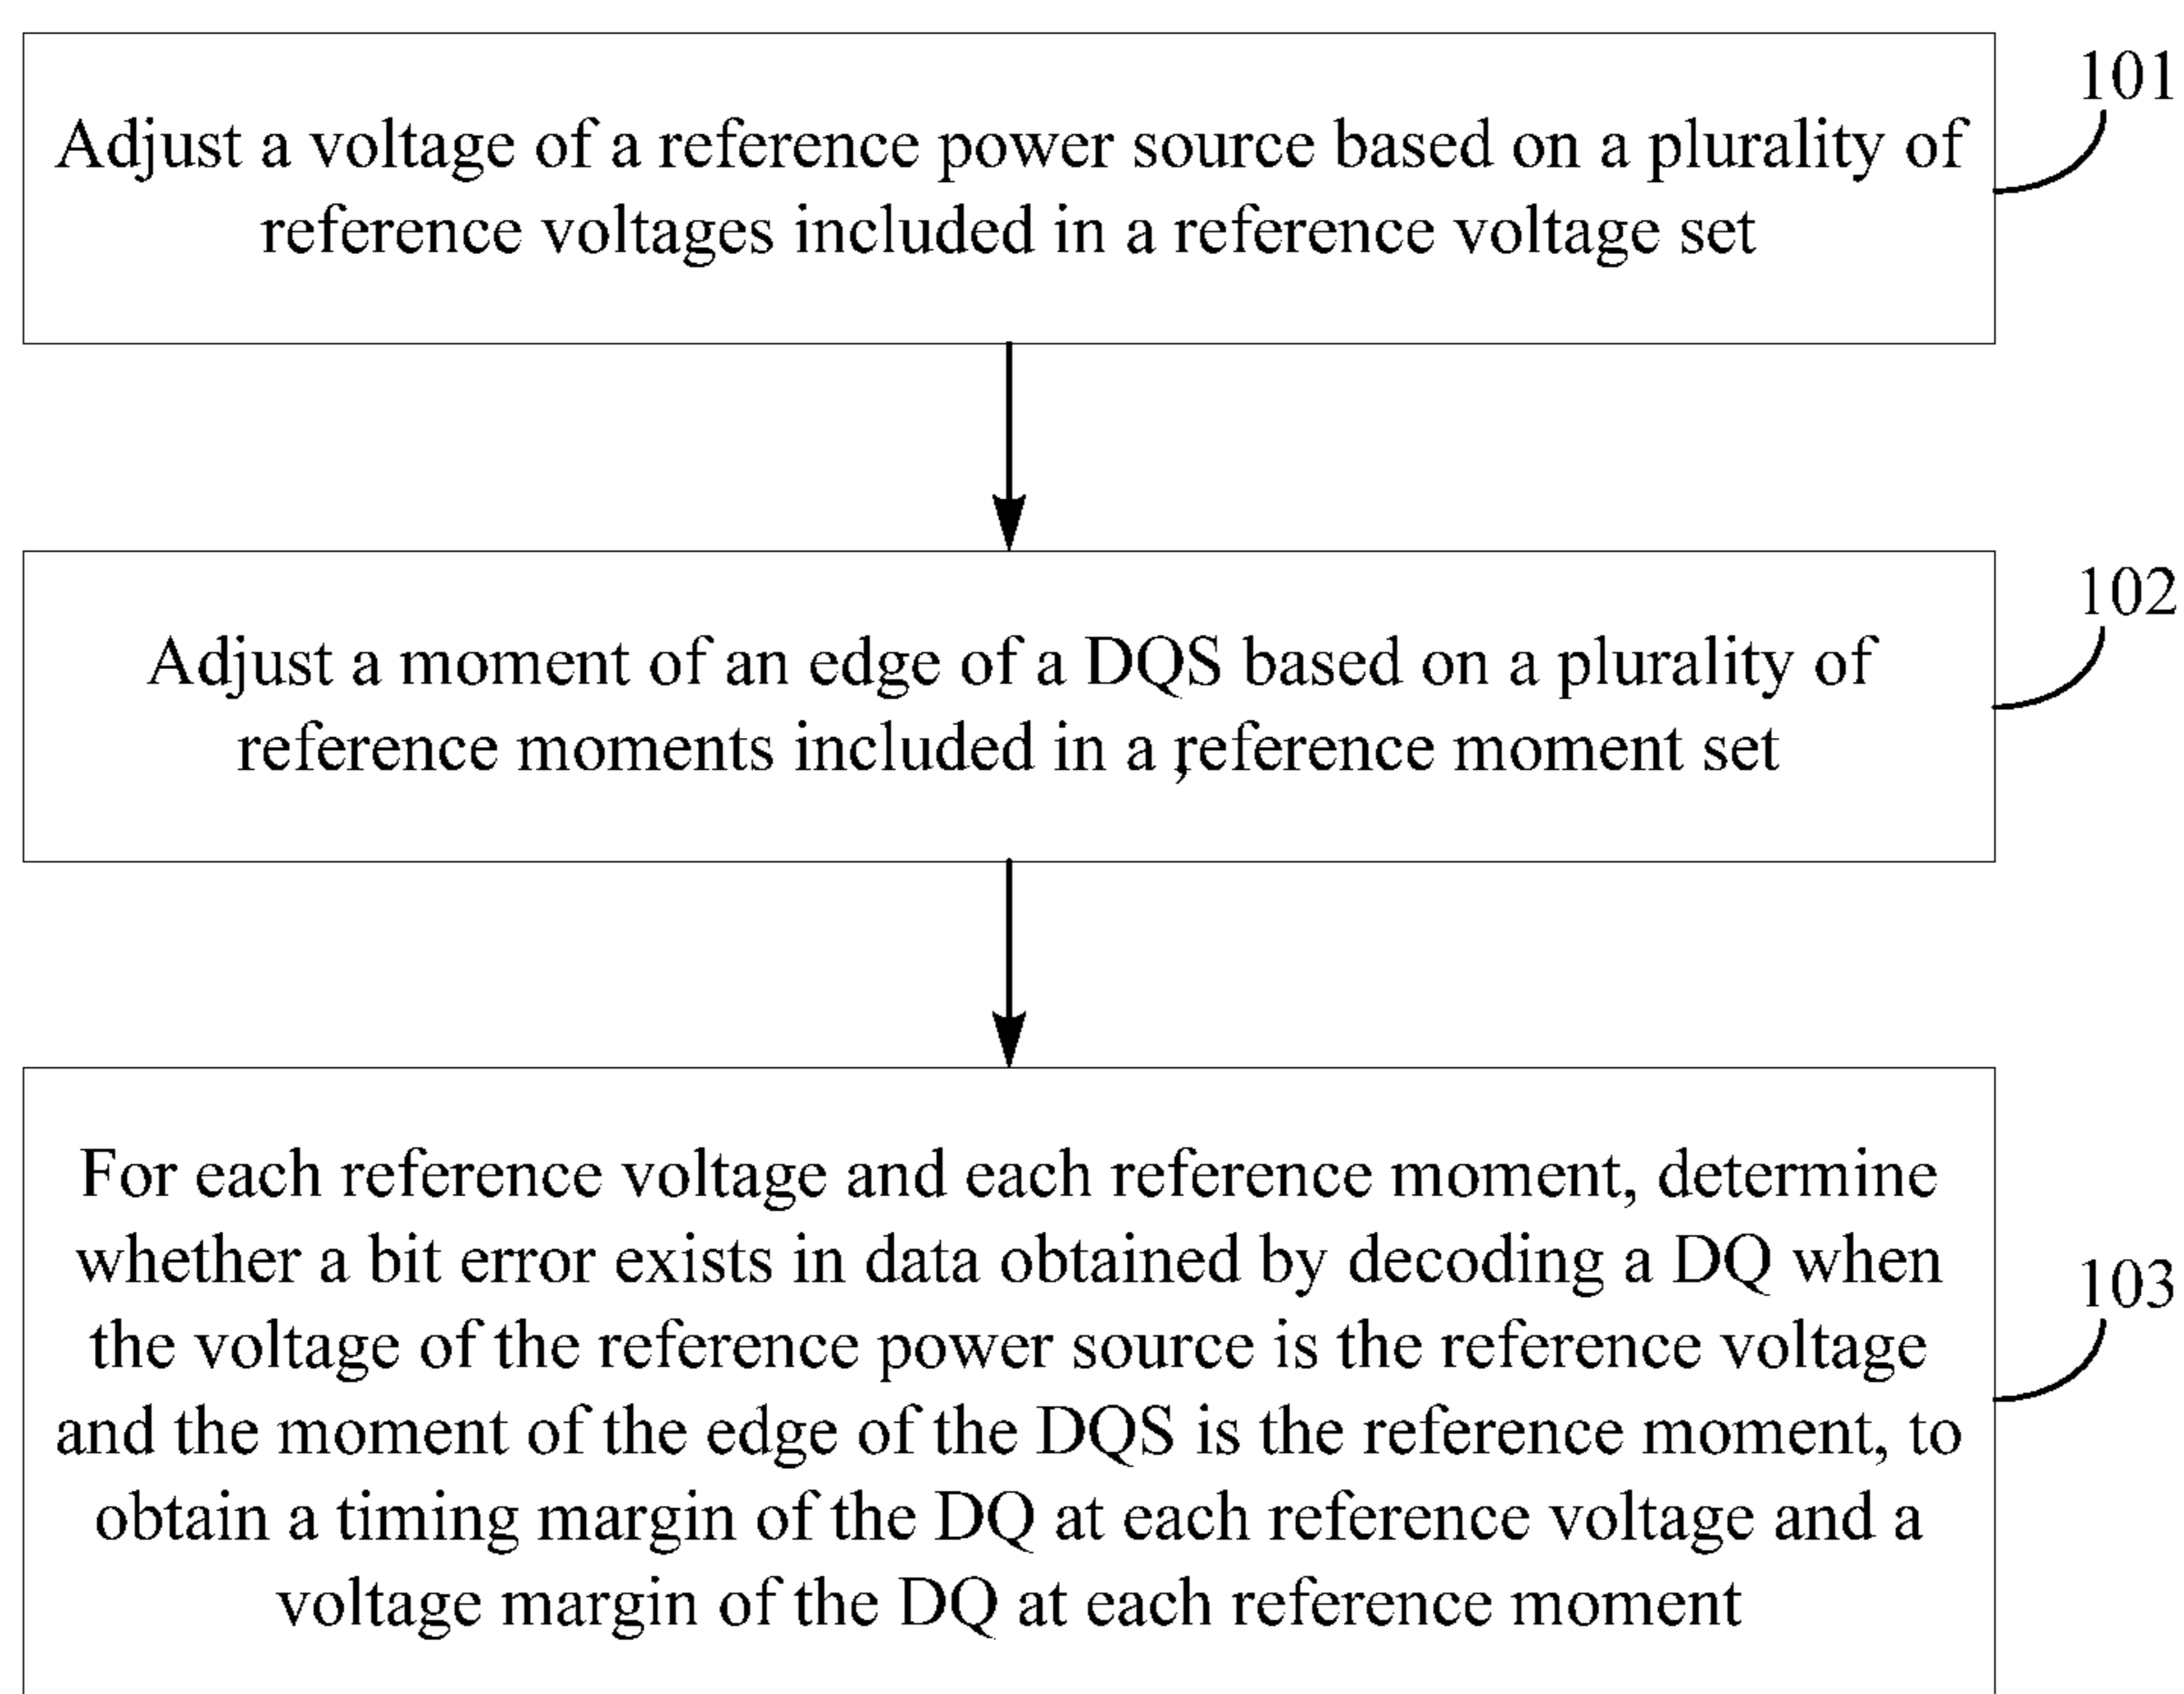 101
Adjust a voltage of a reference power source based on a plurality of
reference voltages included in a reference voltage set
102
Adjust a moment of an edge of a DQS based on a plurality of
reference moments included in a reference moment set
For each reference voltage and each reference moment, determine
whether a bit error exists in data obtained by decoding a DQ when
103
the voltage of the reference power source is the reference voltage
and the moment of the edge of the DQS is the reference moment, to
obtain a timing margin of the DQ at each reference voltage and a
voltage margin of the DQ at each reference moment